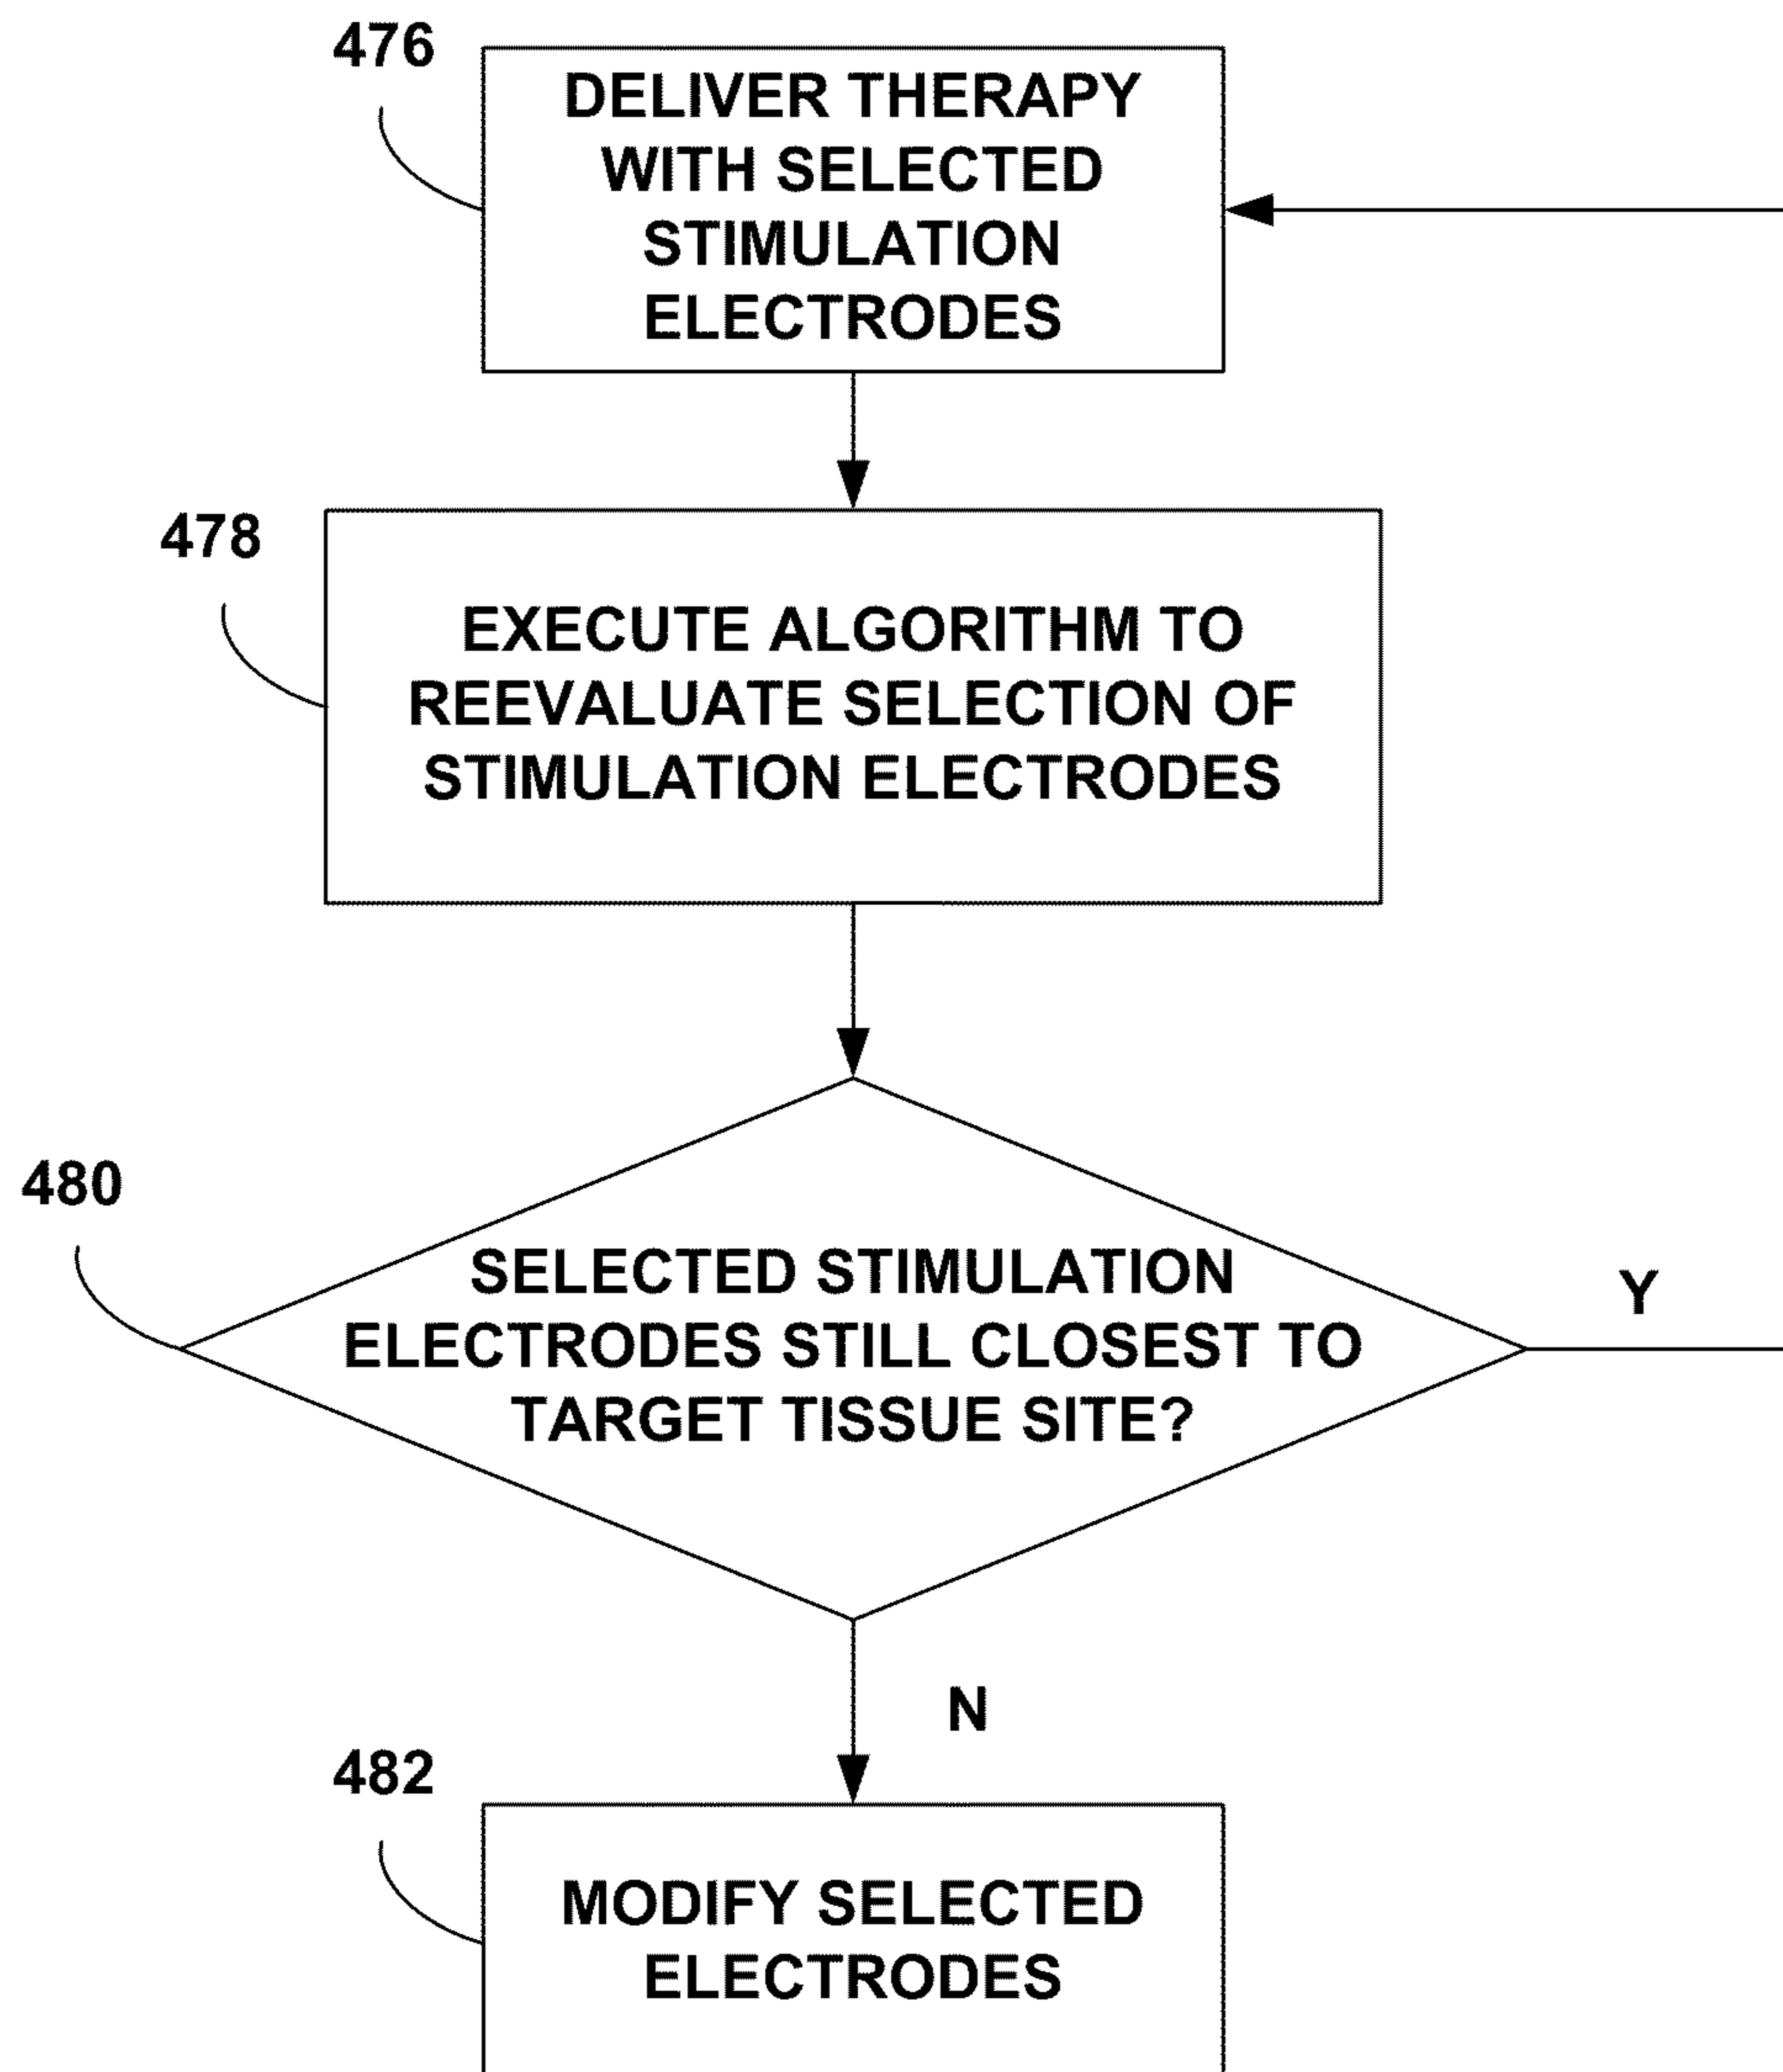 476
DELIVER THERAPY
WITH SELECTED
STIMULATION
ELECTRODES
478
EXECUTE ALGORITHM TO
REEVALUATE SELECTION OF
STIMULATION ELECTRODES
480
SELECTED STIMULATION
ELECTRODES STILL CLOSEST TO
TARGET TISSUE SITE?
Y
N
482
MODIFY SELECTED
ELECTRODES